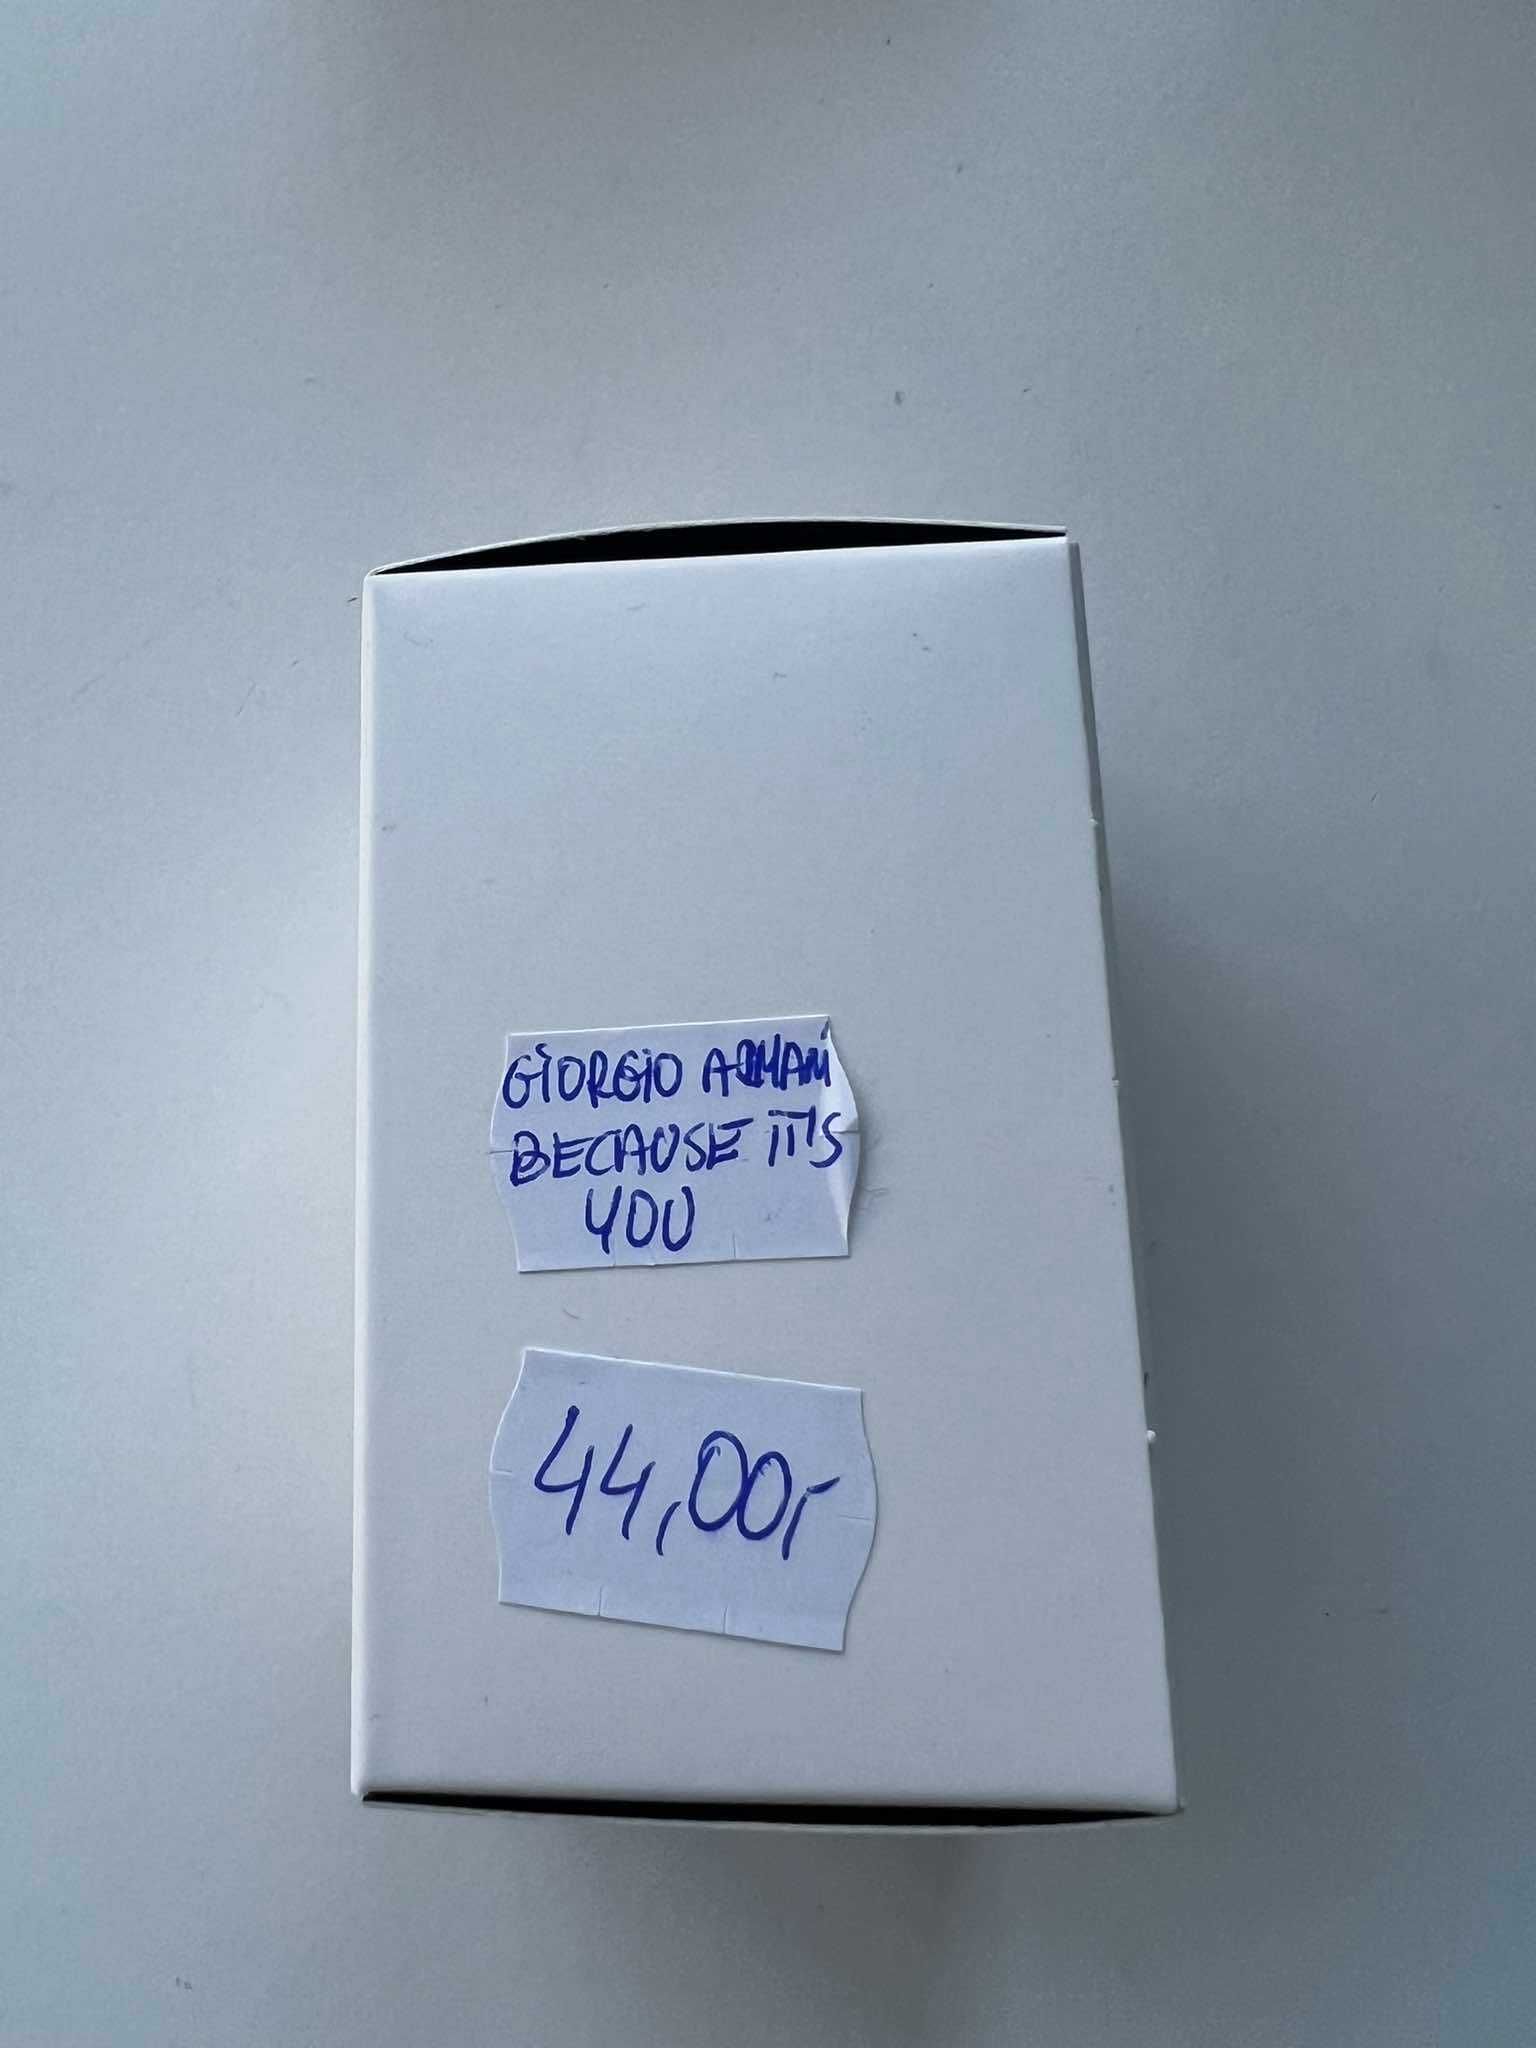 GIORGIO ARMANI
BECAUSE IT'S
YOU
44,00,-